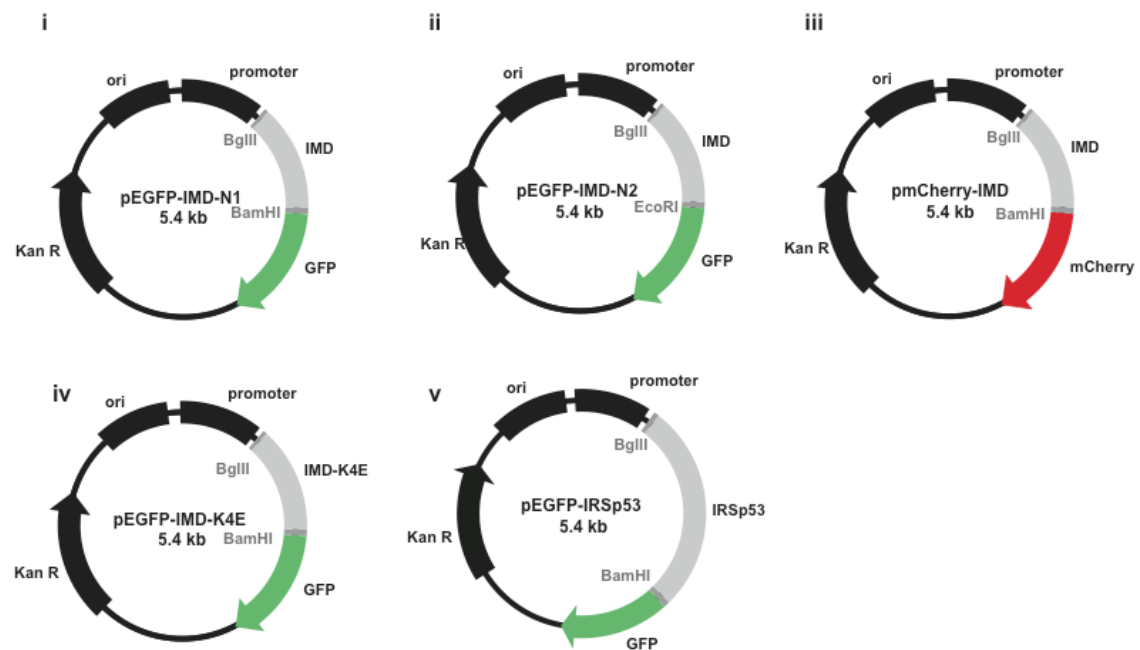 i
ori
promoter
BglII
IMD
pEGFP-IMD-N1
5.4 kb
BamHI
Kan R
GFP
ii
ori
promoter
BglII
IMD
pEGFP-IMD-N2
5.4 kb
EcoRI
Kan R
GFP
iii
ori
promoter
BglII
IMD
pmCherry-IMD
5.4 kb
BamHI
Kan R
mCherry
iv
ori
promoter
BglII
IMD-K4E
pEGFP-IMD-K4E
5.4 kb
BamHI
Kan R
GFP
v
ori
promoter
BglII
pEGFP-IRSp53
5.4 kb
IRSp53
Kan R
BamHI
GFP